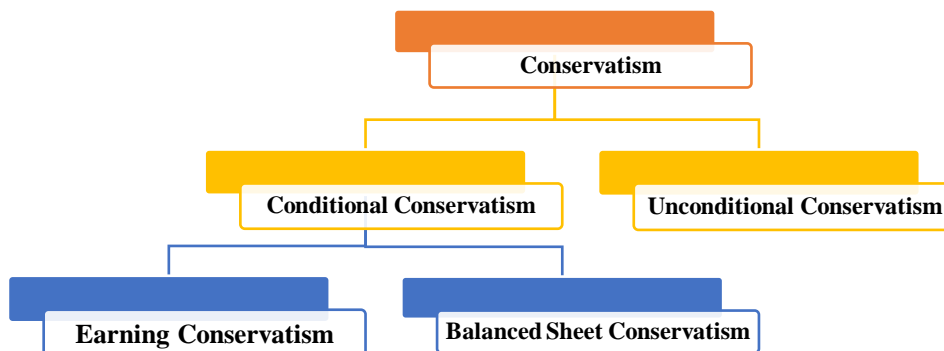 Conservatism
Conditional Conservatism
Unconditional Conservatism
Earning Conservatism
Balanced Sheet Conservatism